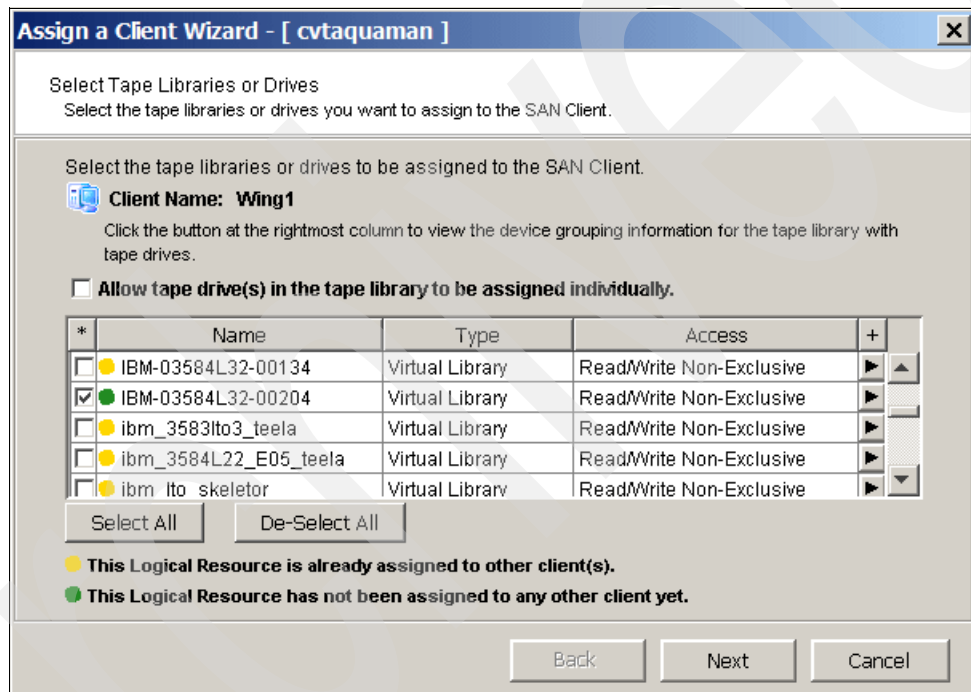 Assign a Client Wizard - [ cvtaquaman ]
Select Tape Libraries or Drives
Select the tape libraries or drives you want to assign to the SAN Client.
Select the tape libraries or drives to be assigned to the SAN Client.
Client Name: Wing1
Click the button at the rightmost column to view the device grouping information for the tape library with
tape drives.
Allow tape drive(s) in the tape library to be assigned individually.
* Name Type Access +
IBM-03584L32-00134 Virtual Library Read/Write Non-Exclusive
IBM-03584L32-00204 Virtual Library Read/Write Non-Exclusive
ibm_3583lto3_teela Virtual Library Read/Write Non-Exclusive
ibm_3584L22_E05_teela Virtual Library Read/Write Non-Exclusive
ibm_lto_skeletor Virtual Library Read/Write Non-Exclusive
Select All De-Select All
This Logical Resource is already assigned to other client(s).
This Logical Resource has not been assigned to any other client yet.
Back Next Cancel